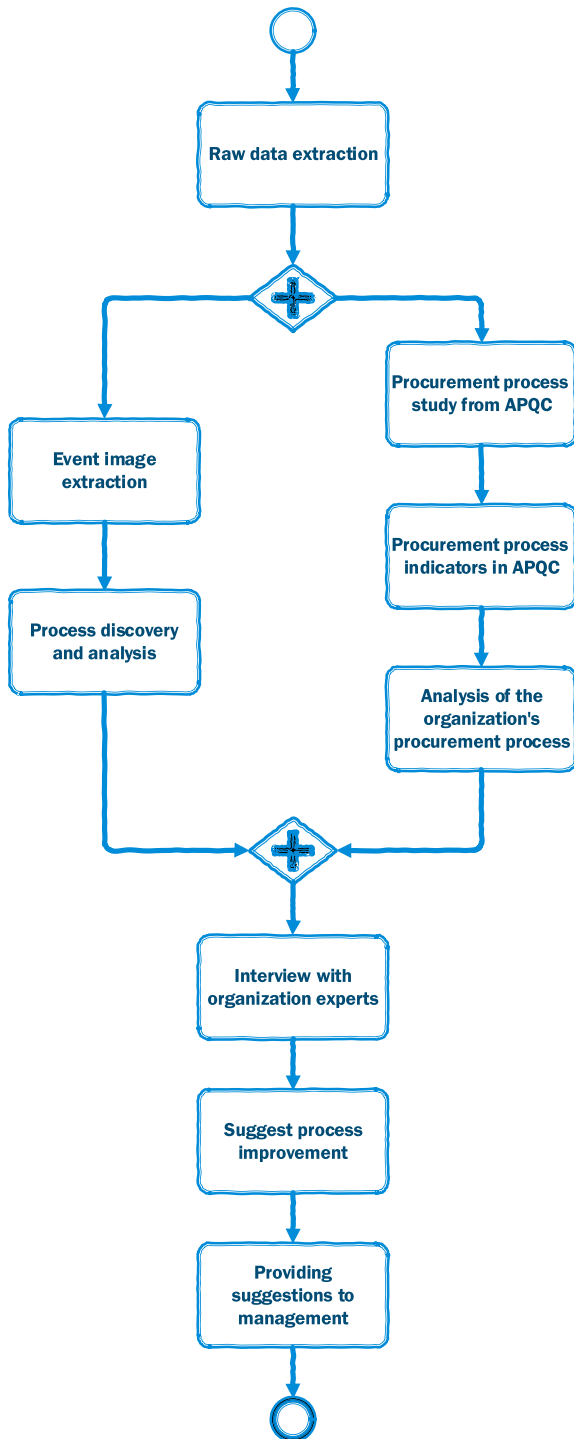 Raw data extraction
Event image
extraction
Process discovery
and analysis
Procurement process
study from APQC
Procurement process
indicators in APQC
Analysis of the
organization's
procurement process
Interview with
organization experts
Suggest process
improvement
Providing
suggestions to
management